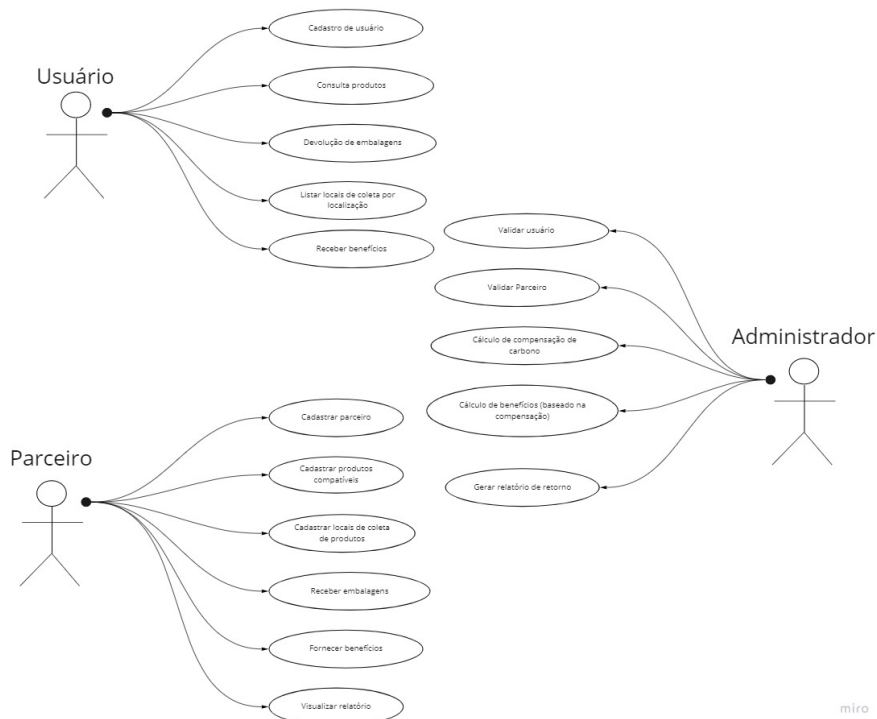 Usuário
Cadastro de usuário
Consulta produtos
Devolução de embalagens
Listar locais de coleta por
localização
Receber benefícios
Administrador
Validar usuário
Validar Parceiro
Cálculo de compensação de
carbono
Cálculo de benefícios (baseado na
compensação)
Gerar relatório de retorno
Parceiro
Cadastrar parceiro
Cadastrar produtos
compatíveis
Cadastrar locais de coleta
de produtos
Receber embalagens
Fornecer benefícios
Visualizar relatório
miro